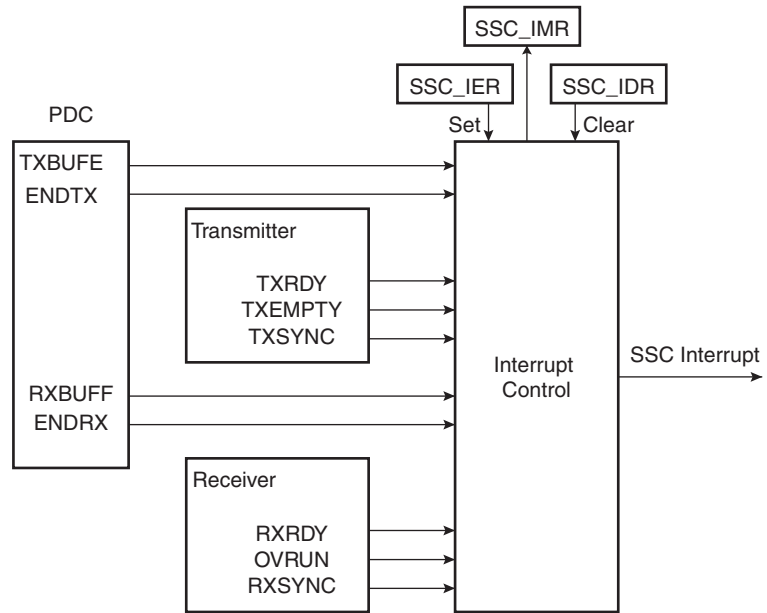 SSC_IMR
SSC_IER
SSC_IDR
PDC
Set
Clear
TXBUFE
ENDTX
Transmitter
TXRDY
TXEMPTY
TXSYNC
RXBUFF
ENDRX
Interrupt
Control
SSC Interrupt
Receiver
RXRDY
OVRUN
RXSYNC